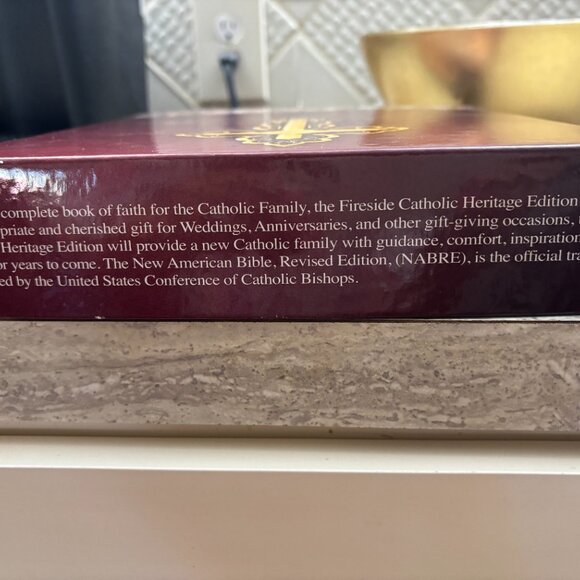 complete book of faith for the Catholic Family, the Fireside Catholic Heritage Edition
priate and cherished gift for Weddings, Anniversaries, and other gift-giving occasions,
Heritage Edition will provide a new Catholic family with guidance, comfort, inspiration
r years to come. The New American Bible, Revised Edition, (NABRE), is the official tra
ed by the United States Conference of Catholic Bishops.